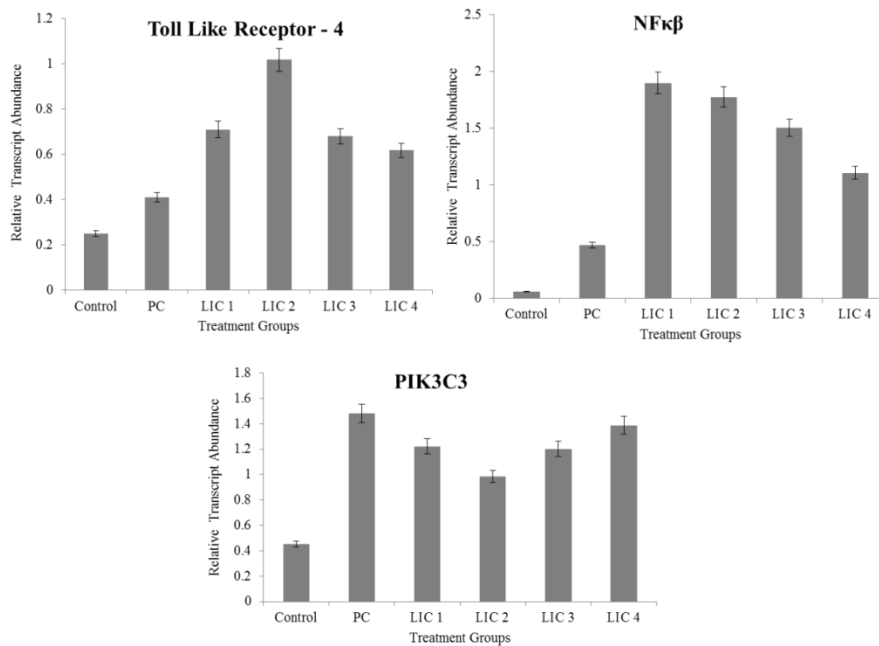 Toll Like Receptor - 4
Relative Transcript Abundance
1.2
1
0.8
0.6
0.4
0.2
0
Control PC LIC 1 LIC 2 LIC 3 LIC 4
Treatment Groups
NFκβ
Relative Transcript Abundance
2.5
2
1.5
1
0.5
0
Control PC LIC 1 LIC 2 LIC 3 LIC 4
Treatment Groups
PIK3C3
Relative Transcript Abundance
1.8
1.6
1.4
1.2
1
0.8
0.6
0.4
0.2
0
Control PC LIC 1 LIC 2 LIC 3 LIC 4
Treatment Groups